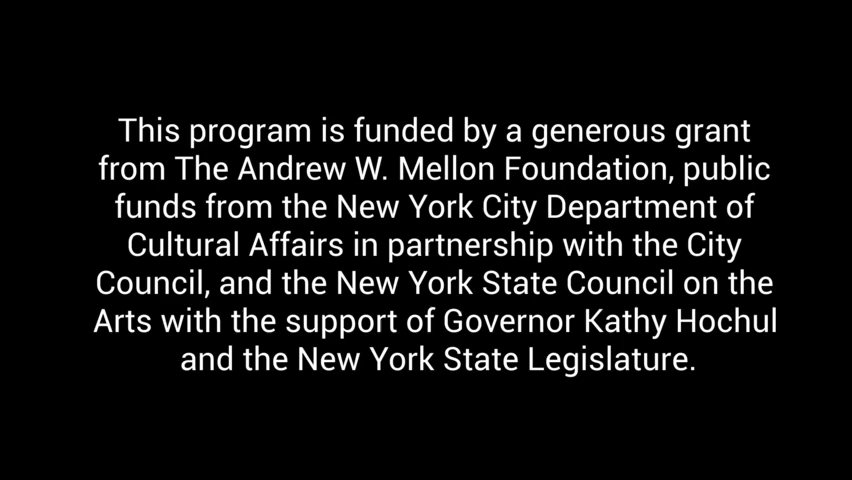 This program is funded by a generous grant
from The Andrew W. Mellon Foundation, public
funds from the New York City Department of
Cultural Affairs in partnership with the City
Council, and the New York State Council on the
Arts with the support of Governor Kathy Hochul
and the New York State Legislature.